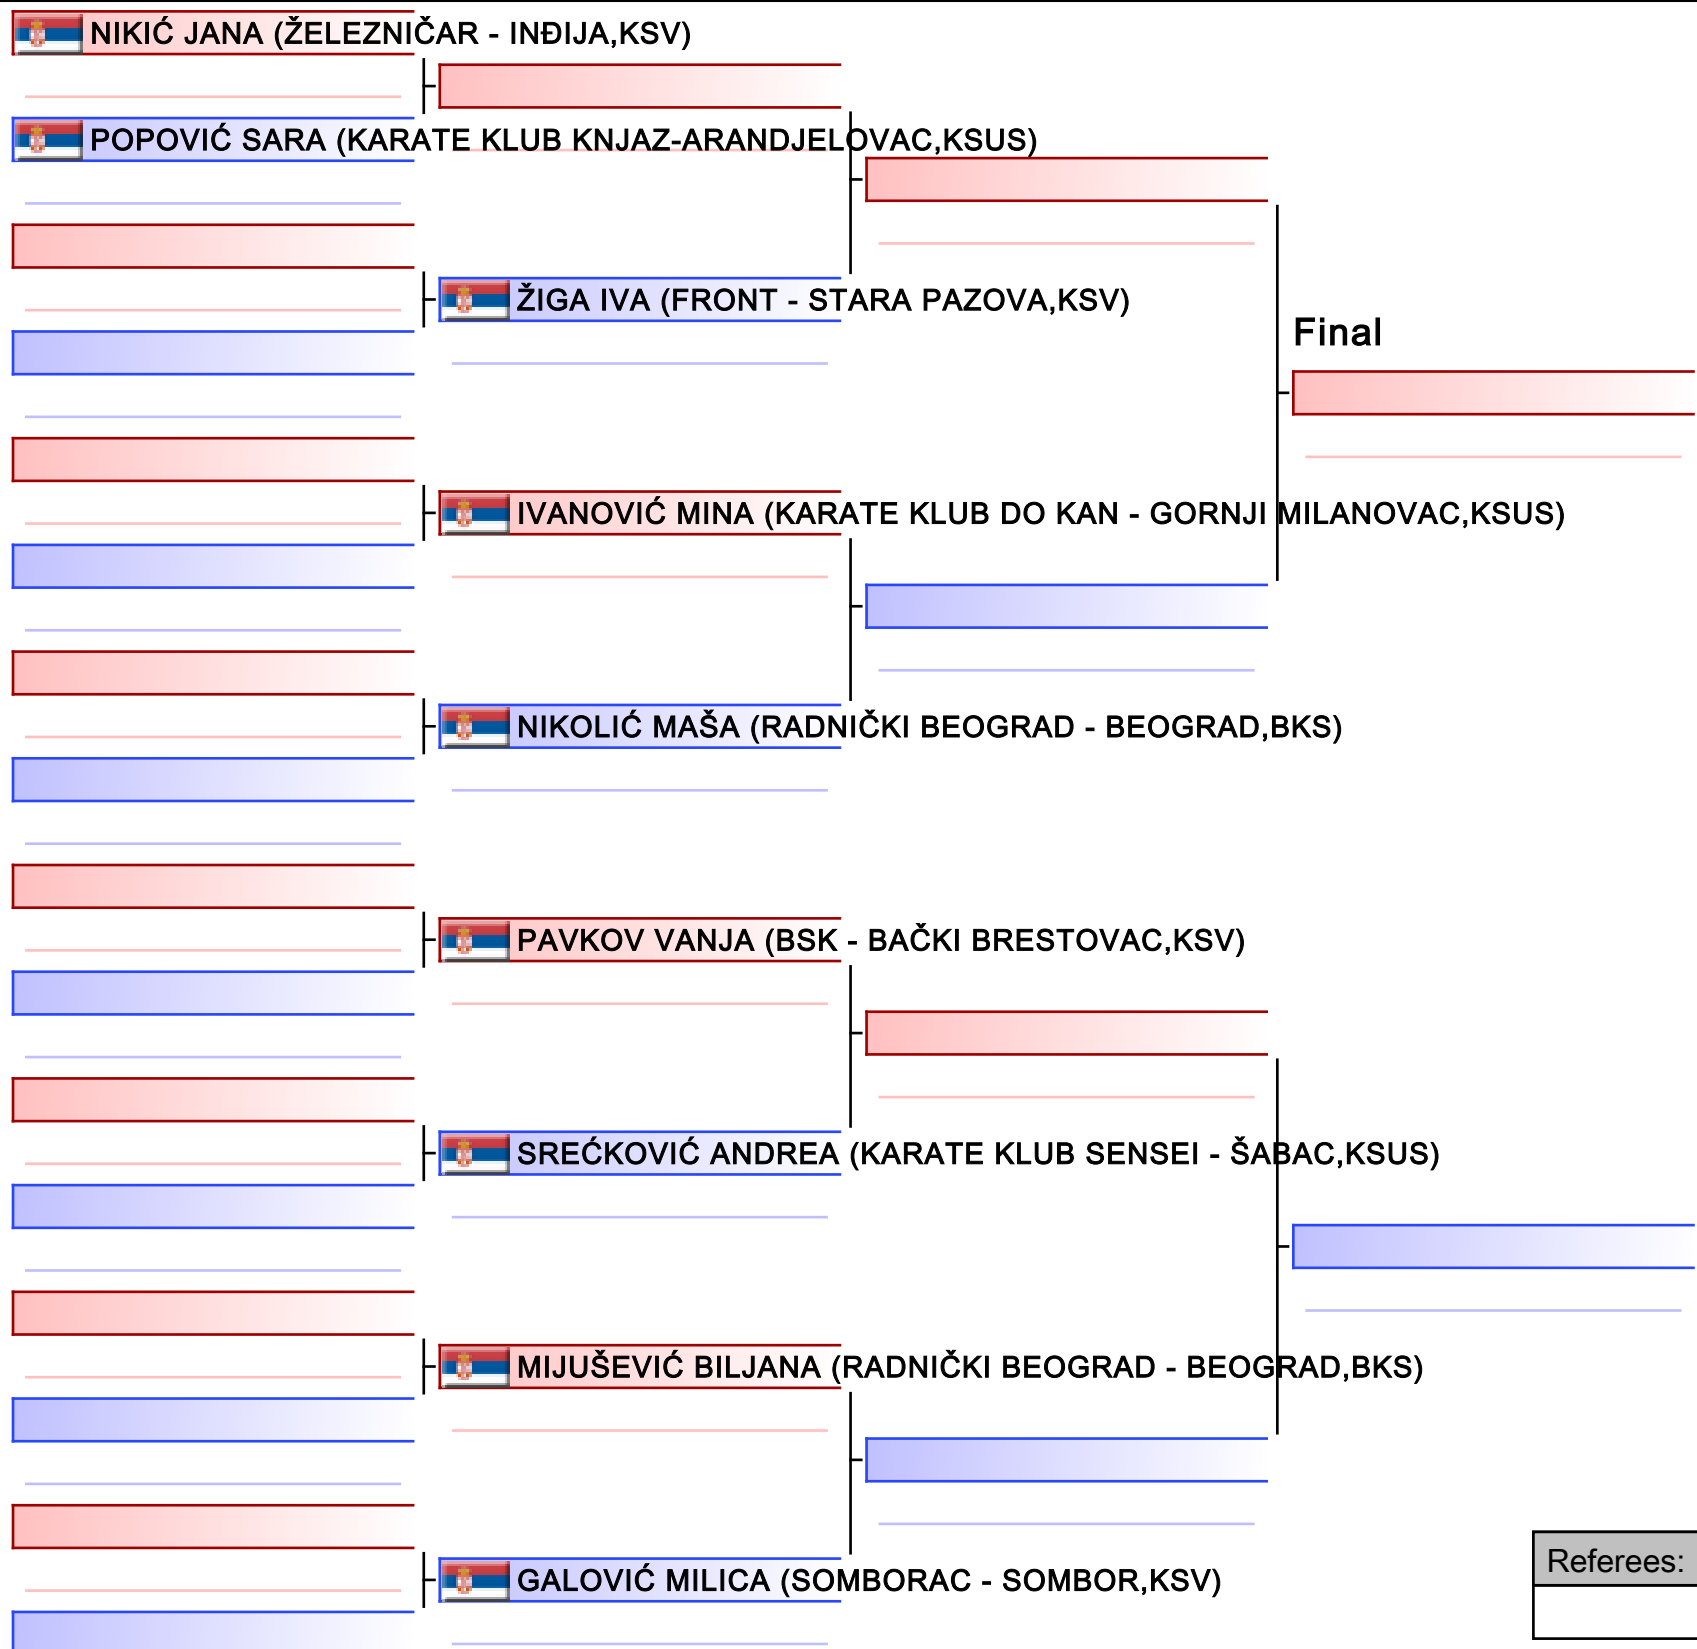 NIKIĆ JANA (ŽELEZNIČAR - INĐIJA,KSV)
POPOVIĆ SARA (KARATE KLUB KNJAZ-ARANDJELOVAC,KSUS)
ŽIGA IVA (FRONT - STARA PAZOVA,KSV)
Final
IVANOVIĆ MINA (KARATE KLUB DO KAN - GORNJI MILANOVAC,KSUS)
NIKOLIĆ MAŠA (RADNIČKI BEOGRAD - BEOGRAD,BKS)
PAVKOV VANJA (BSK - BAČKI BRESTOVAC,KSV)
SREĆKOVIĆ ANDREA (KARATE KLUB SENSEI - ŠABAC,KSUS)
MIJUŠEVIĆ BILJANA (RADNIČKI BEOGRAD - BEOGRAD,BKS)
Referees:
GALOVIĆ MILICA (SOMBORAC - SOMBOR,KSV)